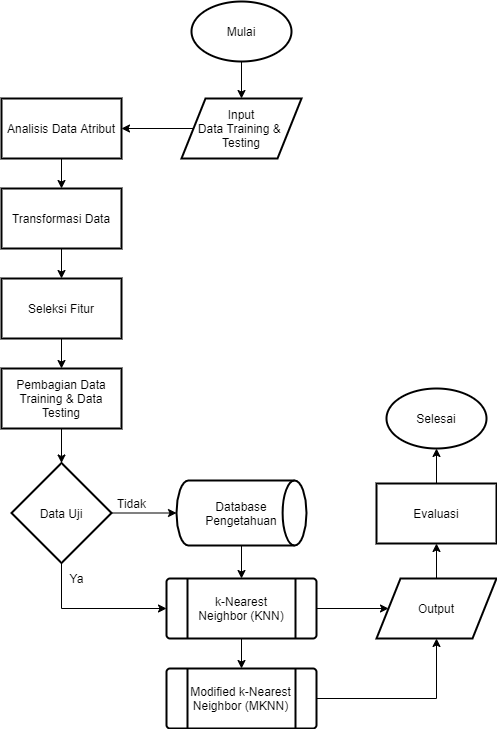 Mulai
Input
Data Training &
Testing
Analisis Data Atribut
Transformasi Data
Seleksi Fitur
Pembagian Data
Training & Data
Testing
Data Uji
Tidak
Ya
Database
Pengetahuan
k-Nearest
Neighbor (KNN)
Modified k-Nearest
Neighbor (MKNN)
Output
Evaluasi
Selesai